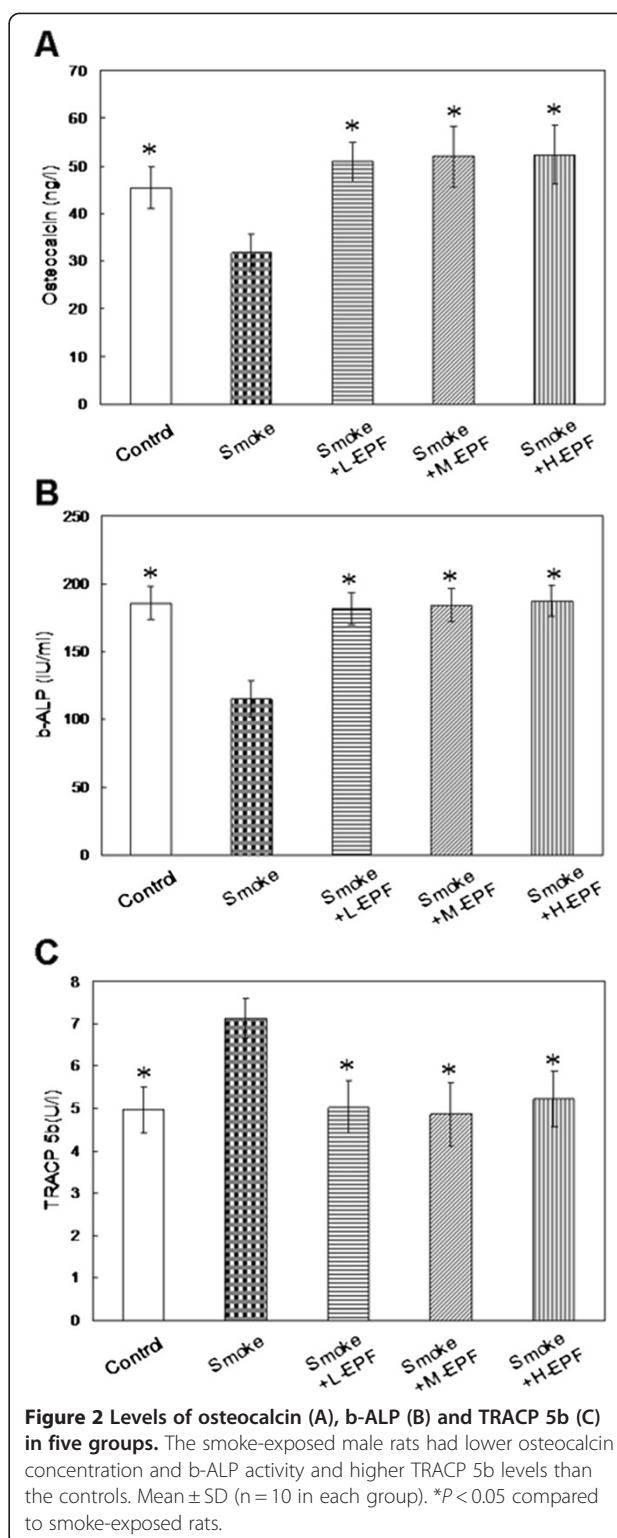 A
70
60
50
40
30
20
10
0
Osteocalcin (ng/l)
* * * *
Control
Smoke
Smoke
+L-EPF
Smoke
+M-EPF
Smoke
+H-EPF
B
250
200
150
100
50
0
b-ALP (IU/ml)
* * * *
Control
Smoke
Smoke
+L-EPF
Smoke
+M-EPF
Smoke
+H-EPF
C
8
7
6
5
4
3
2
1
0
TRACP 5b(U/l)
* * * *
Control
Smoke
Smoke
+L-EPF
Smoke
+M-EPF
Smoke
+H-EPF
Figure 2 Levels of osteocalcin (A), b-ALP (B) and TRACP 5b (C)
in five groups. The smoke-exposed male rats had lower osteocalcin
concentration and b-ALP activity and higher TRACP 5b levels than
the controls. Mean ± SD (n = 10 in each group). *P < 0.05 compared
to smoke-exposed rats.